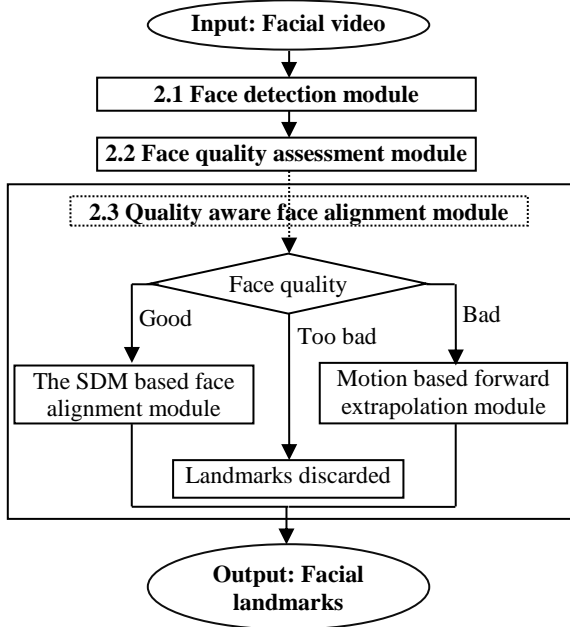 Input: Facial video
2.1 Face detection module
2.2 Face quality assessment module
2.3 Quality aware face alignment module
Face quality
Good
Too bad
Bad
The SDM based face
alignment module
Motion based forward
extrapolation module
Landmarks discarded
Output: Facial
landmarks